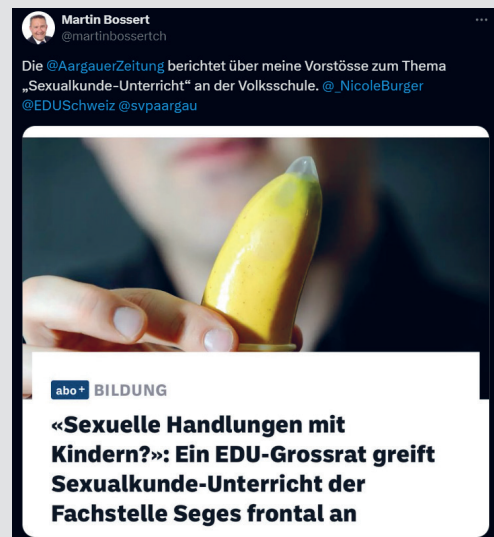 Martin Bossert
@martinbossertch
Die @AargauerZeitung berichtet über meine Vorstösse zum Thema
„Sexualkunde-Unterricht“ an der Volksschule. @_NicoleBurger
@EDUSchweiz @svpaargau
abo+ BILDUNG
«Sexuelle Handlungen mit
Kindern?»: Ein EDU-Grossrat greift
Sexualkunde-Unterricht der
Fachstelle Seges frontal an